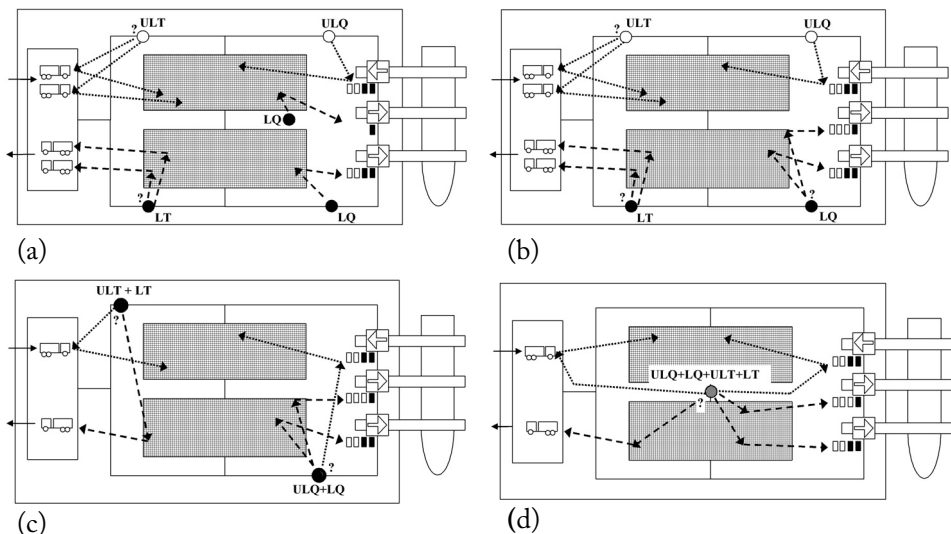 ?
ULT
ULQ
LQ
?
LT
LQ
(a)
?
ULT
ULQ
?
LT
?
LQ
(b)
ULT + LT
?
?
ULQ+LQ
(c)
ULQ+LQ+ULT+LT
?
(d)